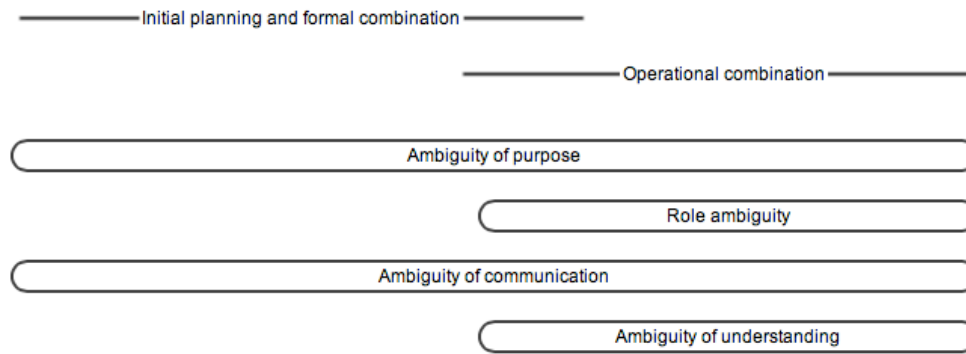 Initial planning and formal combination
Operational combination
Ambiguity of purpose
Role ambiguity
Ambiguity of communication
Ambiguity of understanding